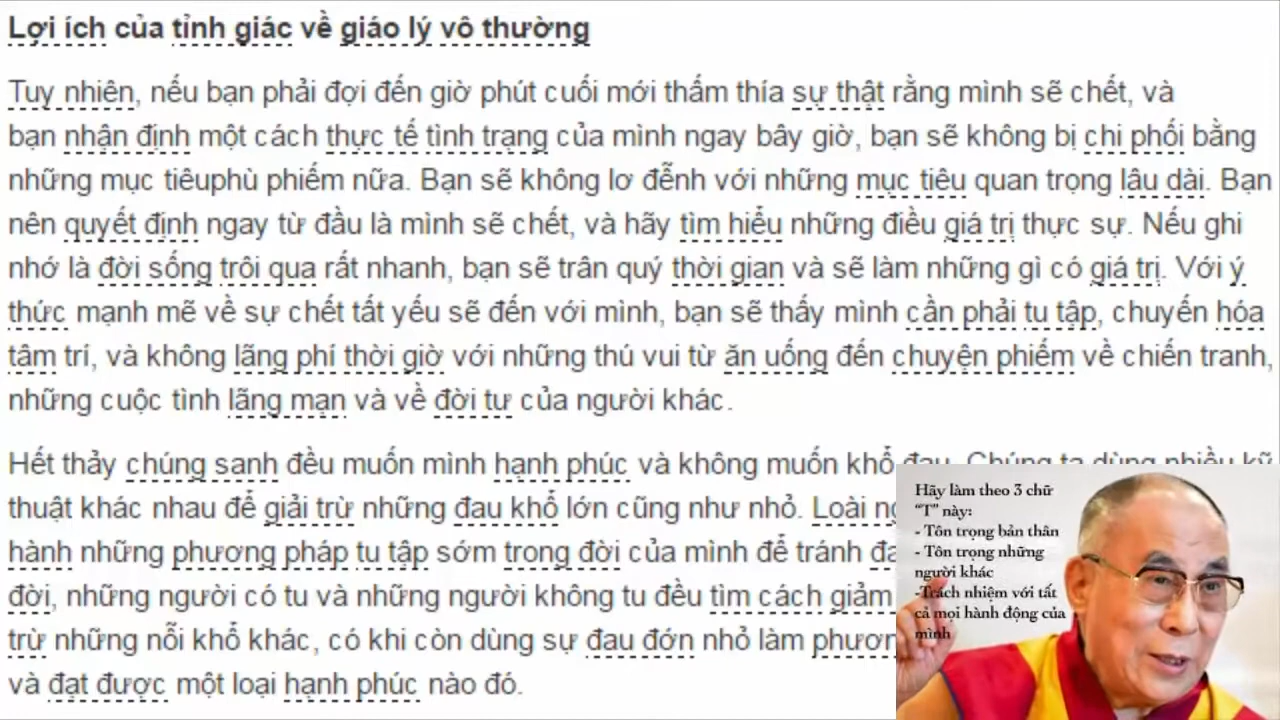 Lợi ích của tỉnh giác về giáo lý vô thường
Tuy nhiên, nếu bạn phải đợi đến giờ phút cuối mới thấm thía sự thật rằng mình sẽ chết, và
bạn nhận định một cách thực tế tình trạng của mình ngay bây giờ, bạn sẽ không bị chi phối bằng
những mục tiêuphù phiếm nữa. Bạn sẽ không lơ đễnh với những mục tiêu quan trọng lâu dài. Bạn
nên quyết định ngay từ đầu là mình sẽ chết, và hãy tìm hiểu những điều giá trị thực sự. Nếu ghi
nhớ là đời sống trôi qua rất nhanh, bạn sẽ trân quý thời gian và sẽ làm những gì có giá trị. Với ý
thức mạnh mẽ về sự chết tất yếu sẽ đến với mình, bạn sẽ thấy mình cần phải tu tập, chuyến hóa
tâm trí, và không lãng phí thời giờ với những thú vui từ ăn uống đến chuyện phiếm về chiến tranh,
những cuộc tình lãng mạn và về đời tư của người khác.
Hết thảy chúng sanh đều muốn mình hạnh phúc và không muốn khổ đau. Chúng ta dùng nhiều kỹ
thuật khác nhau để giải trừ những đau khổ lớn cũng như nhỏ. Loài
hành những phương pháp tu tập sớm trong đời của mình để tránh
đời, những người có tu và những người không tu đều tìm cách giảm
trừ những nỗi khổ khác, có khi còn dùng sự đau đớn nhỏ làm
và đạt được một loại hạnh phúc nào đó.
Hãy làm theo 3 chữ
“T” này:
- Tôn trọng bản thân
- Tôn trọng những
người khác
-Trách nhiệm với tất
cả mọi hành động của
mình